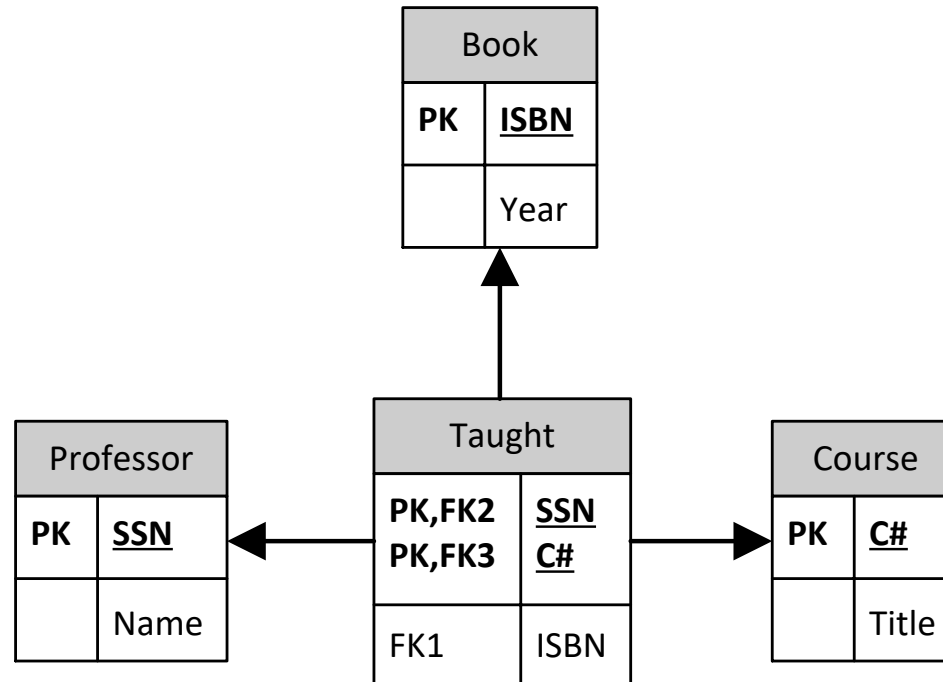 Book
PK ISBN
Year
Professor
PK SSN
Name
Taught
PK,FK2 SSN
PK,FK3 C#
FK1 ISBN
Course
PK C#
Title